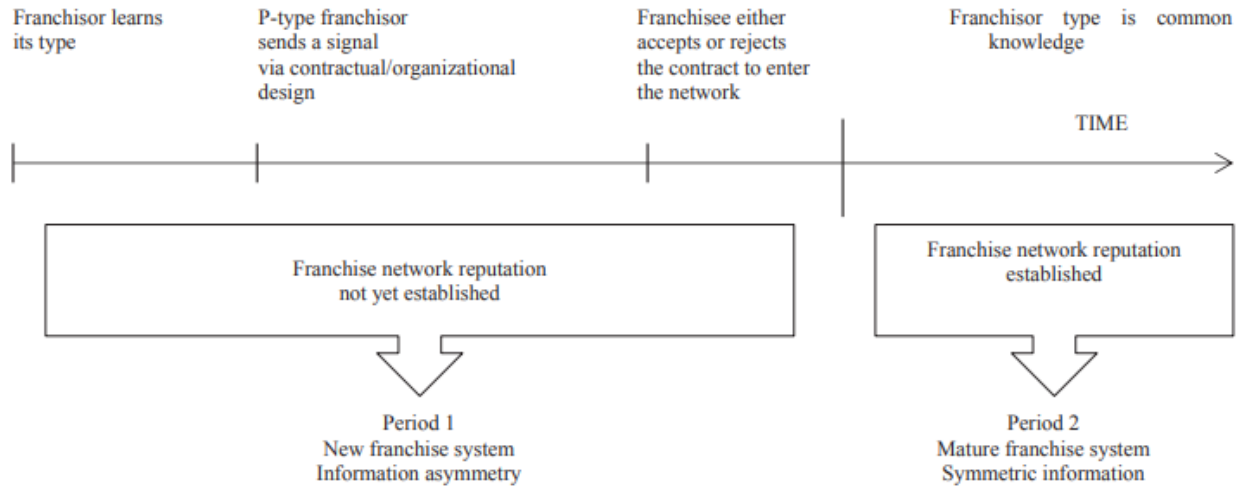 Franchisor learns
its type
P-type franchisor
sends a signal
via contractual/organizational
design
Franchisee either
accepts or rejects
the contract to enter
the network
Franchisor type is common
knowledge
TIME
Franchise network reputation
not yet established
Franchise network reputation
established
Period 1
New franchise system
Information asymmetry
Period 2
Mature franchise system
Symmetric information